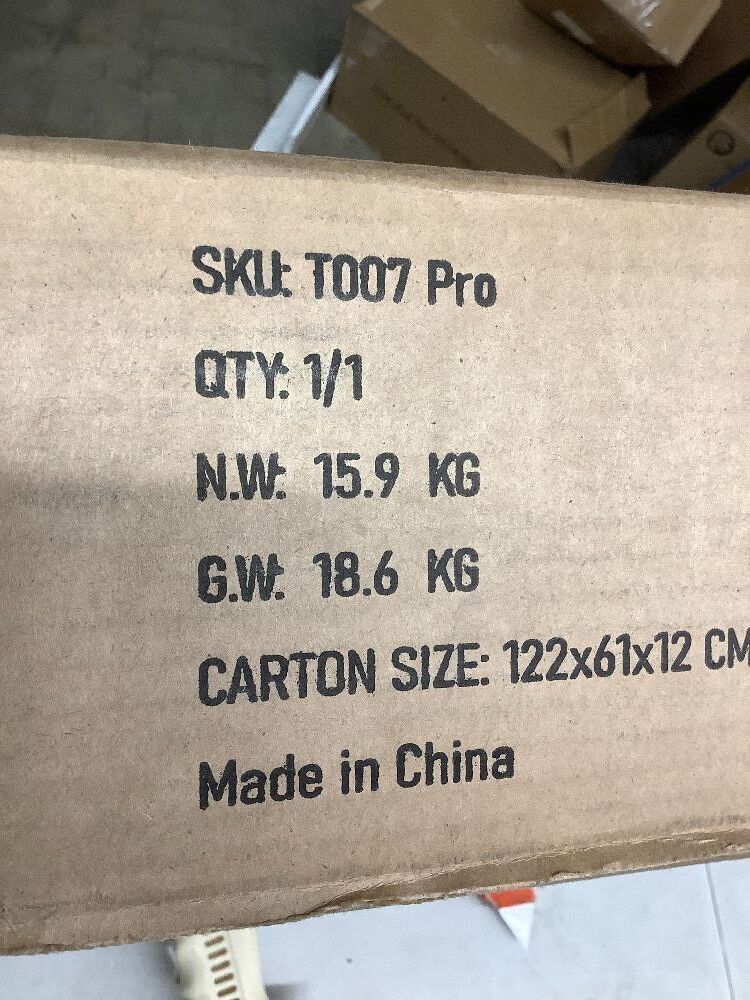 SKU: T007 Pro
QTY: 1/1
N.W: 15.9 KG
G.W: 18.6 KG
CARTON SIZE: 122x61x12 CM
Made in China